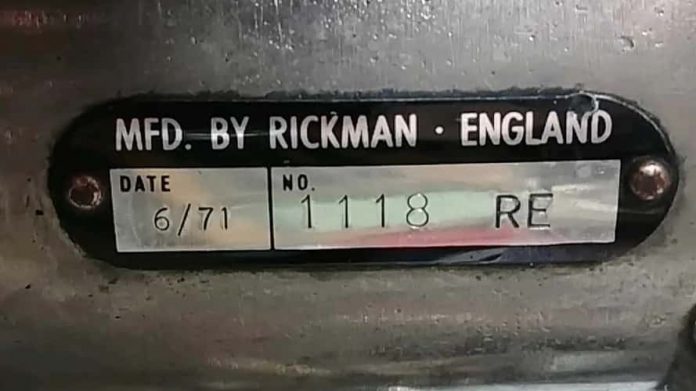 MFD. BY RICKMAN · ENGLAND
DATE NO.
6/71 1118 RE